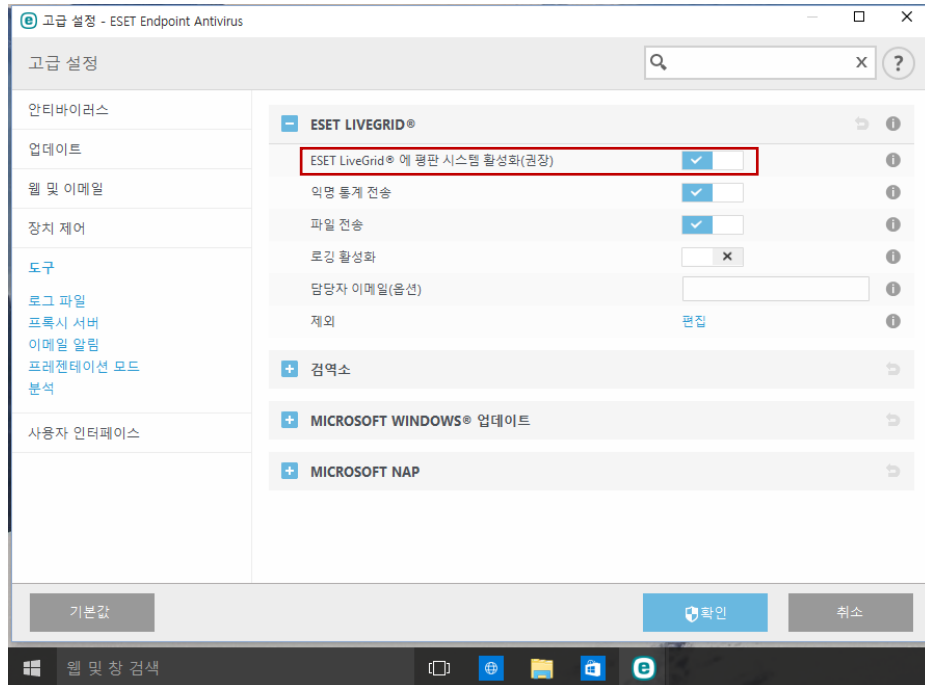 고급 설정 - ESET Endpoint Antivirus
고급 설정
안티바이러스
업데이트
웹 및 이메일
장치 제어
도구
로그 파일
프록시 서버
이메일 알림
프레젠테이션 모드
분석
사용자 인터페이스
ESET LIVEGRID®
ESET LiveGrid® 에 평판 시스템 활성화(권장)
익명 통계 전송
파일 전송
로깅 활성화
담당자 이메일(옵션)
제외 편집
검역소
MICROSOFT WINDOWS® 업데이트
MICROSOFT NAP
기본값 확인 취소
웹 및 창 검색